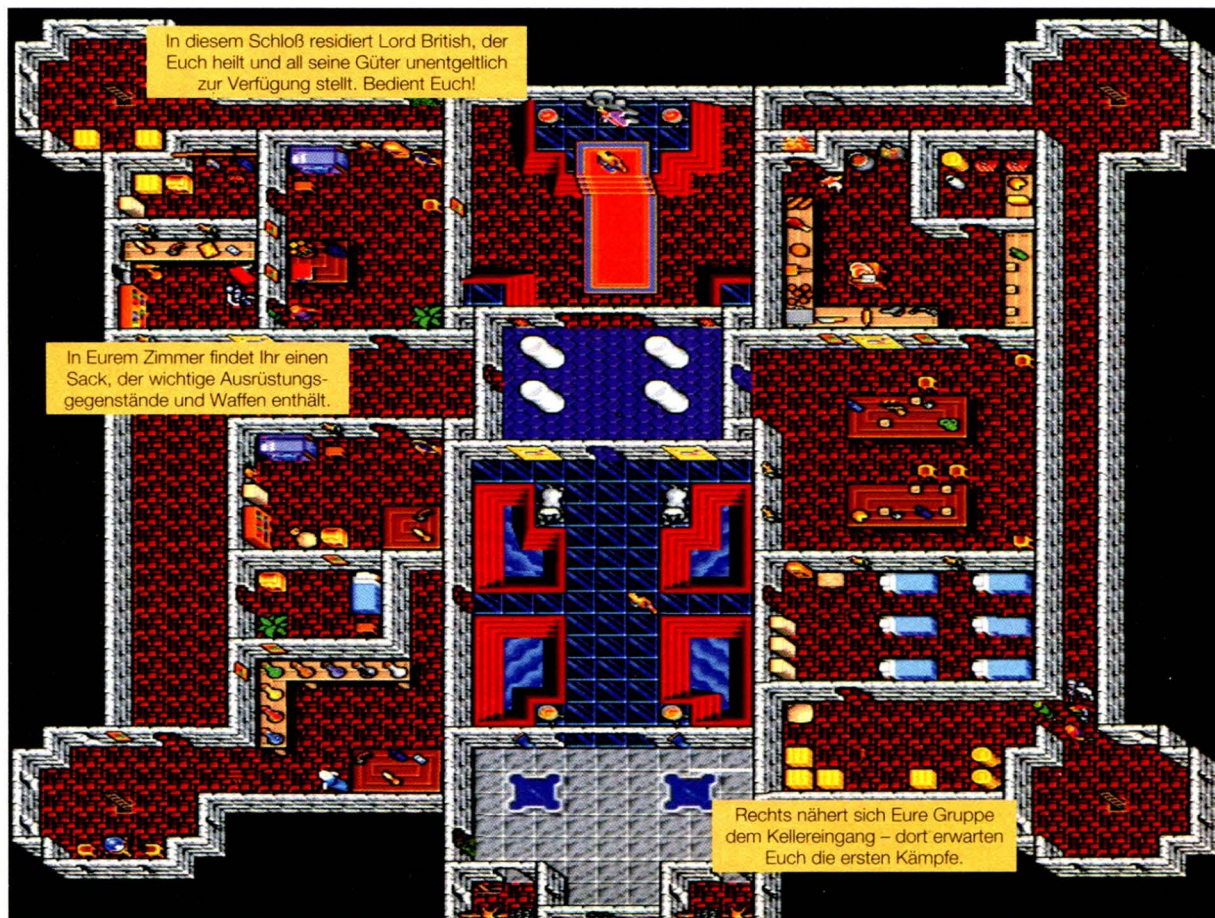 In diesem Schloß residiert Lord British, der
Euch heilt und all seine Güter unentgeltlich
zur Verfügung stellt. Bedient Euch!
In Eurem Zimmer findet Ihr einen
Sack, der wichtige Ausrüstungs-
gegenstände und Waffen enthält.
Rechts nähert sich Eure Gruppe
dem Kellereingang – dort erwarten
Euch die ersten Kämpfe.